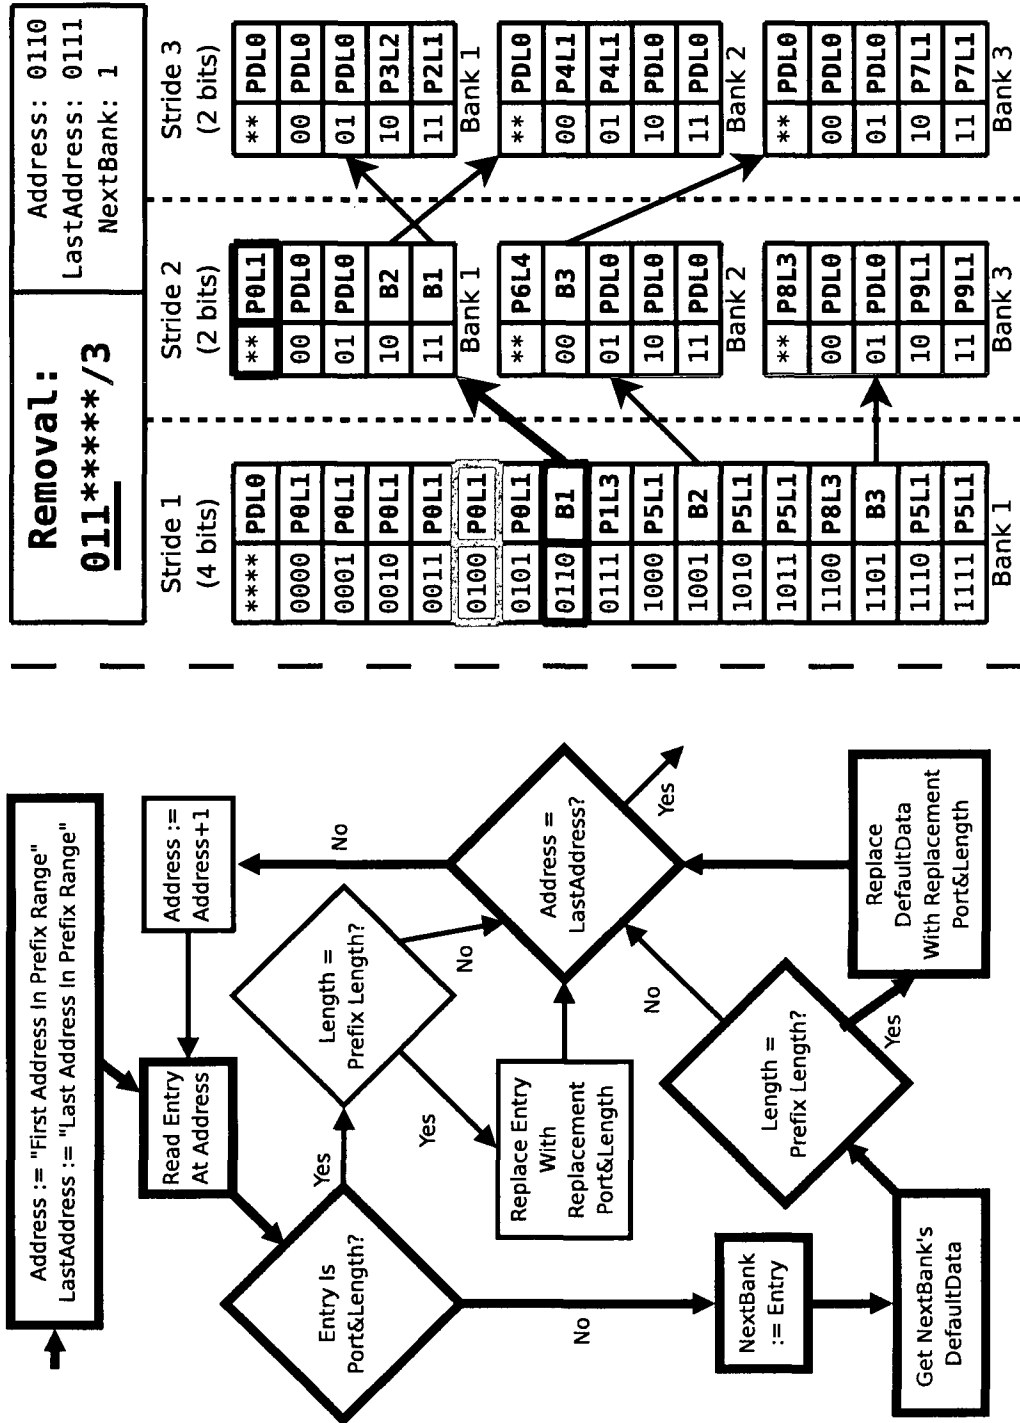 Address := "First Address In Prefix Range"
LastAddress := "Last Address In Prefix Range"
Read Entry
At Address
Address :=
Address+1
Entry Is
Port&Length?
Yes
No
Length =
Prefix Length?
Yes
No
No
Replace Entry
With
Replacement
Port&Length
Address =
LastAddress?
Yes
NextBank
:= Entry
Get NextBank's
DefaultData
Length =
Prefix Length?
No
Yes
Replace
DefaultData
With Replacement
Port&Length
Removal:
011*****/3
Address: 0110
LastAddress: 0111
NextBank: 1
Stride 1
(4 bits)
**** PDL0
0000 P0L1
0001 P0L1
0010 P0L1
0011 P0L1
0100 P0L1
0101 P0L1
0110 B1
0111 P1L3
1000 P5L1
1001 B2
1010 P5L1
1011 P5L1
1100 P8L3
1101 B3
1110 P5L1
1111 P5L1
Bank 1
Stride 2
(2 bits)
** P0L1
00 PDL0
01 PDL0
10 B2
11 B1
Bank 1
** P6L4
00 B3
01 PDL0
10 PDL0
11 PDL0
Bank 2
** P8L3
00 PDL0
01 PDL0
10 P9L1
11 P9L1
Bank 3
Stride 3
(2 bits)
** PDL0
00 PDL0
01 PDL0
10 P3L2
11 P2L1
Bank 1
** PDL0
00 P4L1
01 P4L1
10 PDL0
11 PDL0
Bank 2
** PDL0
00 PDL0
01 PDL0
10 P7L1
11 P7L1
Bank 3